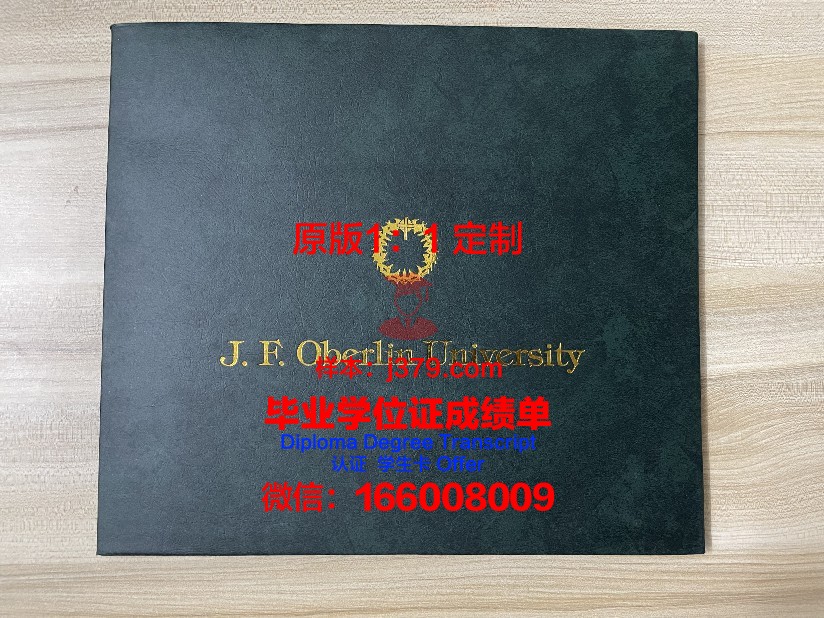 原版1：1 定制
J. F. Oberlin University
样本：j379.com
毕业学位证成绩单
Diploma Degree Transcript
认证 学生卡 Offer
微信：166008009